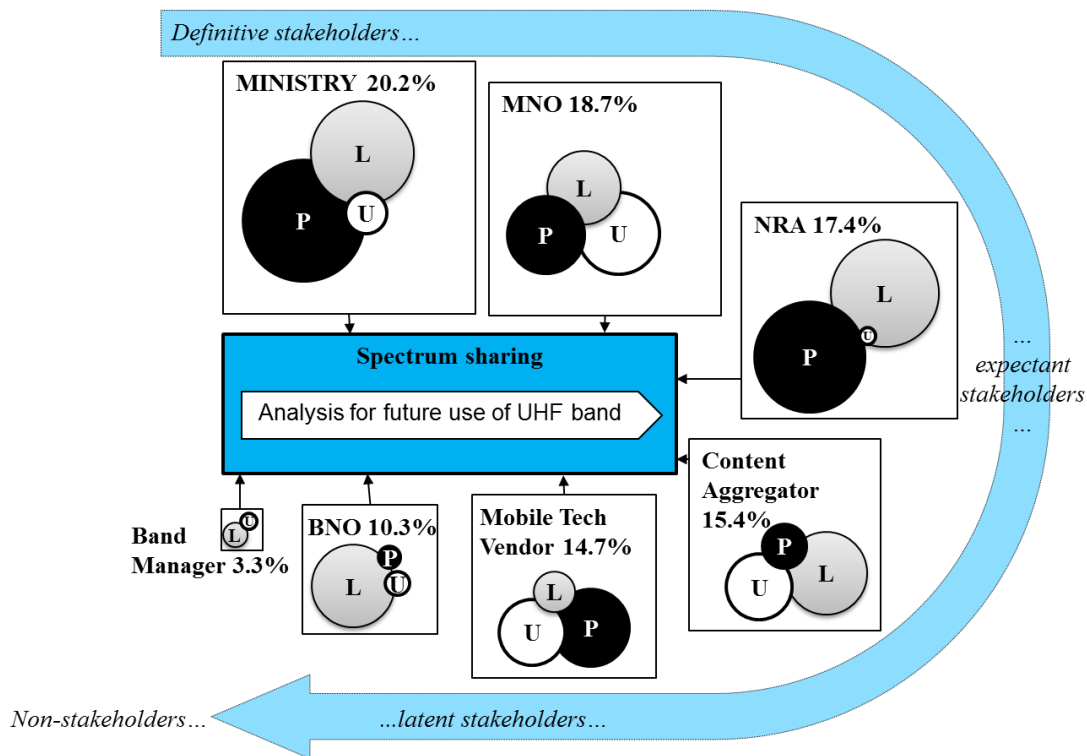 Definitive stakeholders…
MINISTRY 20.2%
L
P
U
MNO 18.7%
L
P
U
NRA 17.4%
L
U
P
…
expectant
stakeholders
…
Spectrum sharing
Analysis for future use of UHF band
Content
Aggregator
15.4%
P
U
L
Mobile Tech
Vendor 14.7%
L
U
P
BNO 10.3%
P
L
U
Band
Manager 3.3%
U
L
Non-stakeholders…
...latent stakeholders…